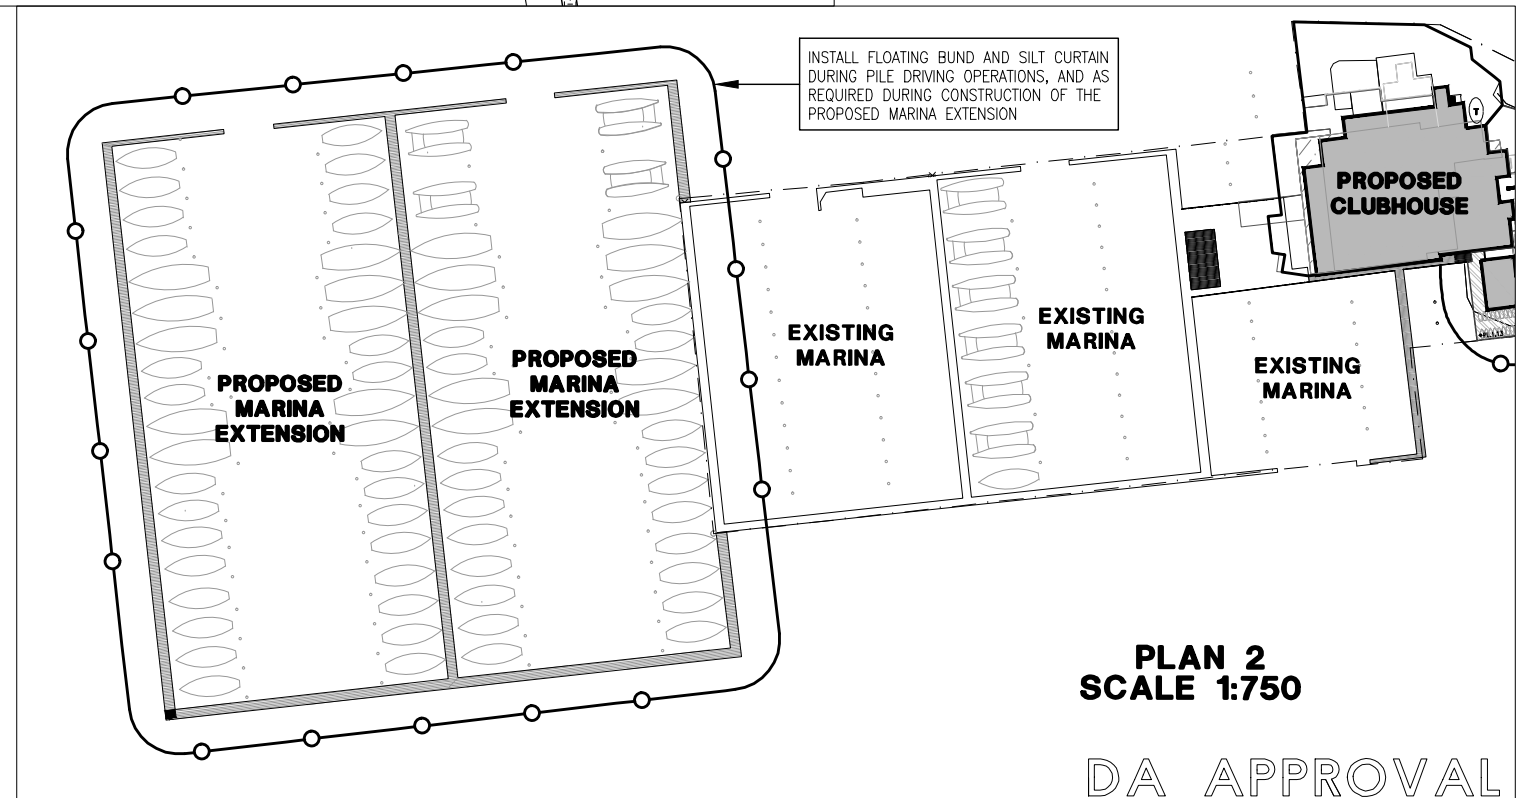 INSTALL FLOATING BUND AND SILT CURTAIN
DURING PILE DRIVING OPERATIONS, AND AS
REQUIRED DURING CONSTRUCTION OF THE
PROPOSED MARINA EXTENSION
T
PROPOSED
CLUBHOUSE
EXISTING
MARINA
EXISTING
MARINA
EXISTING
MARINA
PROPOSED
MARINA
EXTENSION
PROPOSED
MARINA
EXTENSION
PLAN 2
SCALE 1:750
DA APPROVAL